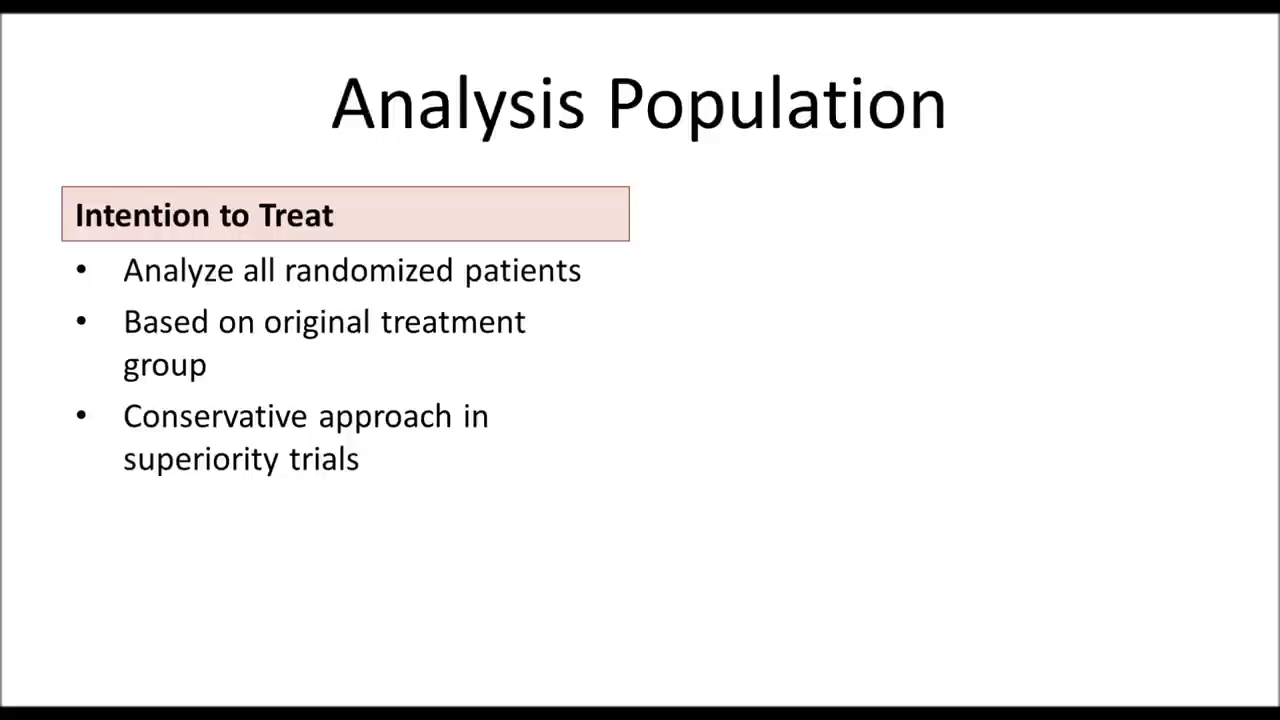 Analysis Population
Intention to Treat
• Analyze all randomized patients
• Based on original treatment
group
• Conservative approach in
superiority trials